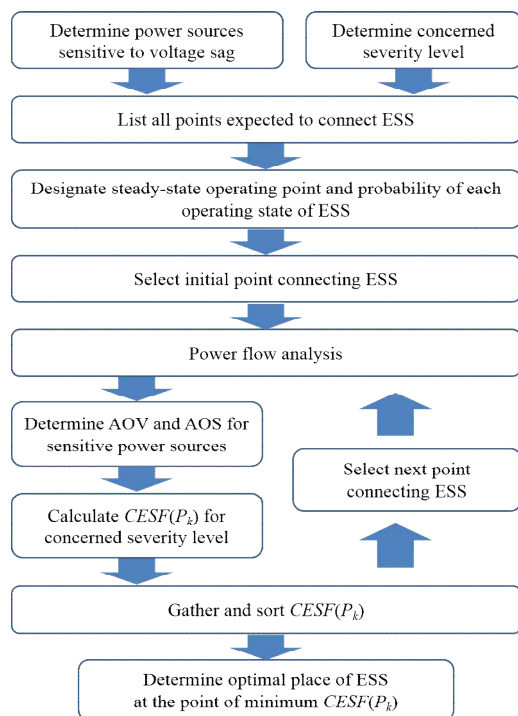 Determine power sources
sensitive to voltage sag
Determine concerned
severity level
List all points expected to connect ESS
Designate steady-state operating point and probability of each
operating state of ESS
Select initial point connecting ESS
Power flow analysis
Determine AOV and AOS for
sensitive power sources
Select next point
connecting ESS
Calculate CESF(Pk) for
concerned severity level
Gather and sort CESF(Pk)
Determine optimal place of ESS
at the point of minimum CESF(Pk)